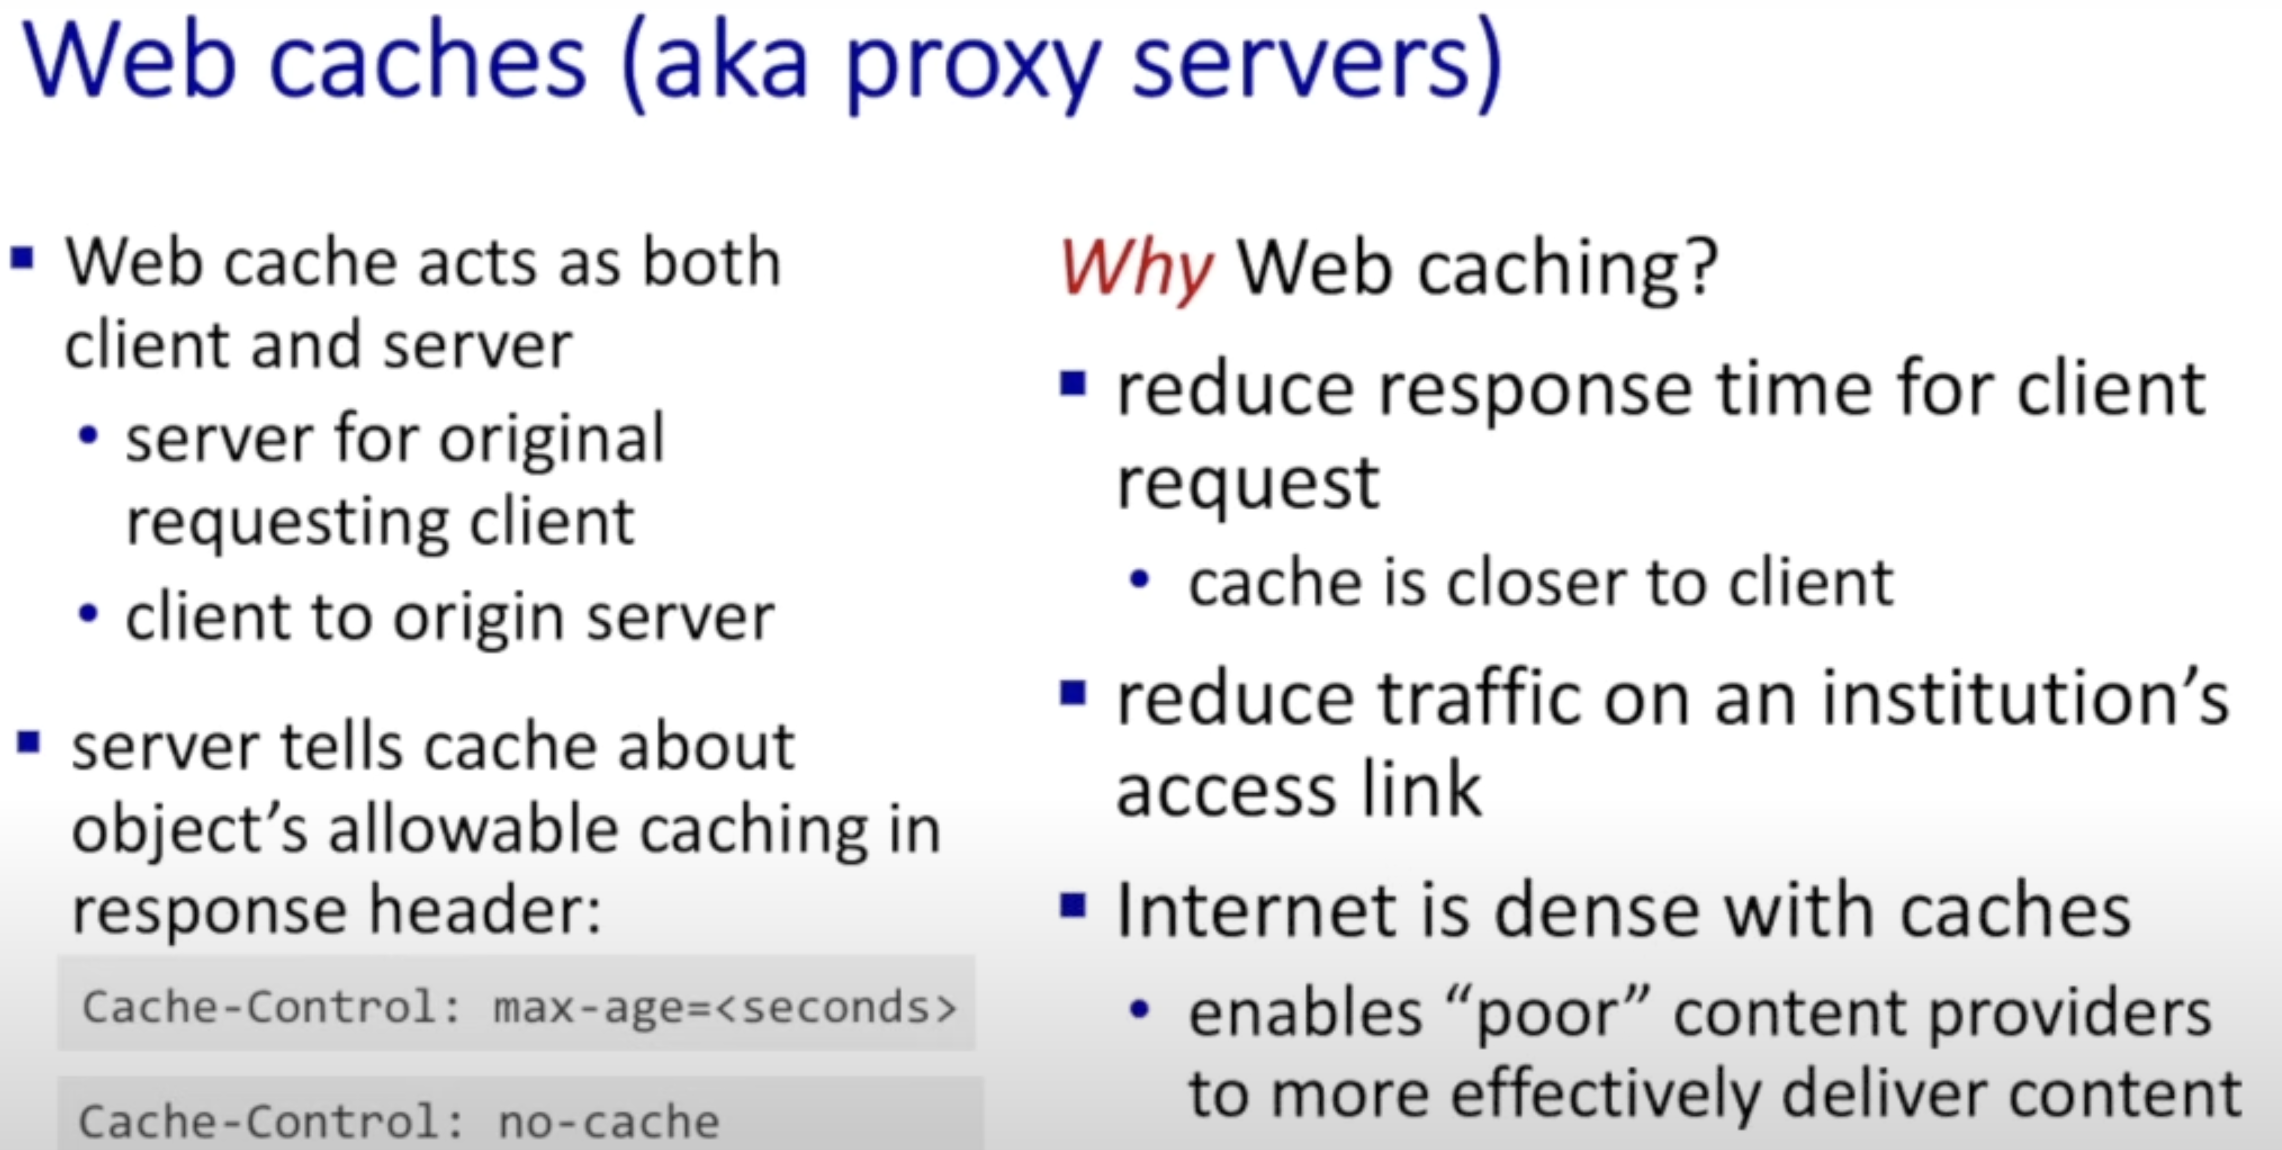 Web caches (aka proxy servers)
▪ Web cache acts as both
client and server
• server for original
requesting client
• client to origin server
▪ server tells cache about
object’s allowable caching in
response header:
Cache-Control: max-age=<seconds>
Cache-Control: no-cache
Why Web caching?
▪ reduce response time for client
request
• cache is closer to client
▪ reduce traffic on an institution’s
access link
▪ Internet is dense with caches
• enables “poor” content providers
to more effectively deliver content